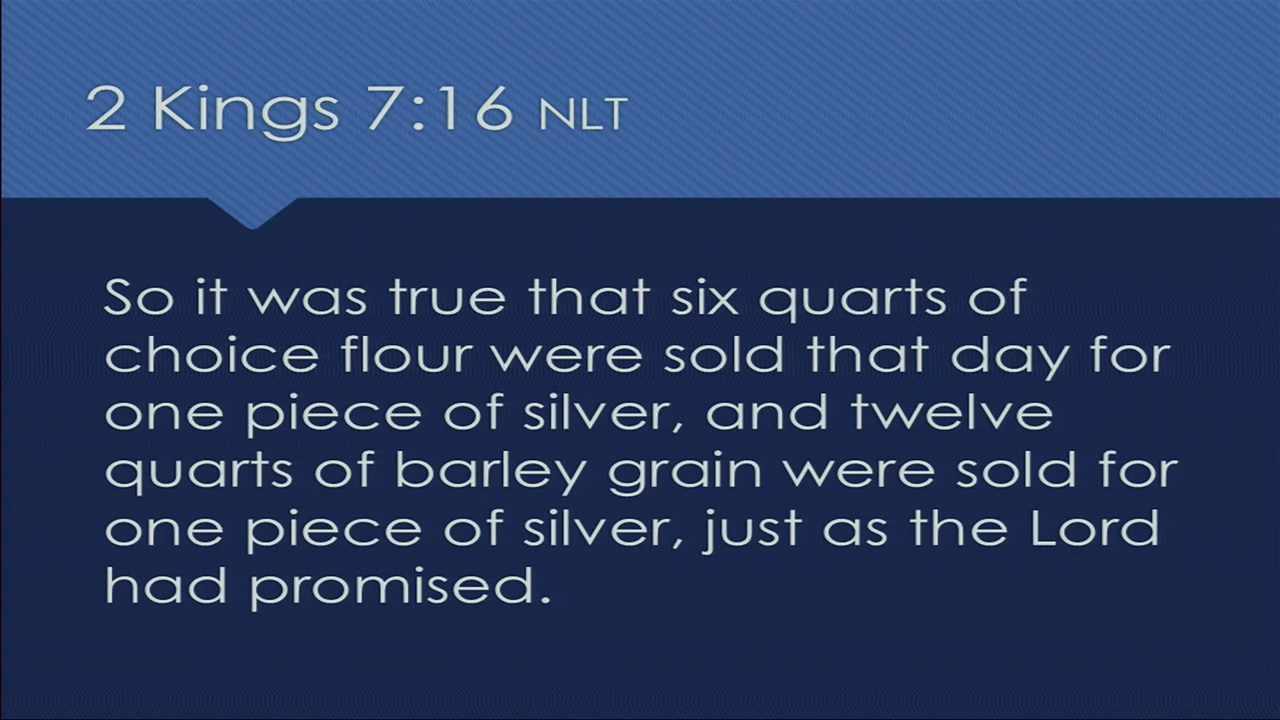 2 Kings 7:16 NLT
So it was true that six quarts of
choice flour were sold that day for
one piece of silver, and twelve
quarts of barley grain were sold for
one piece of silver, just as the Lord
had promised.